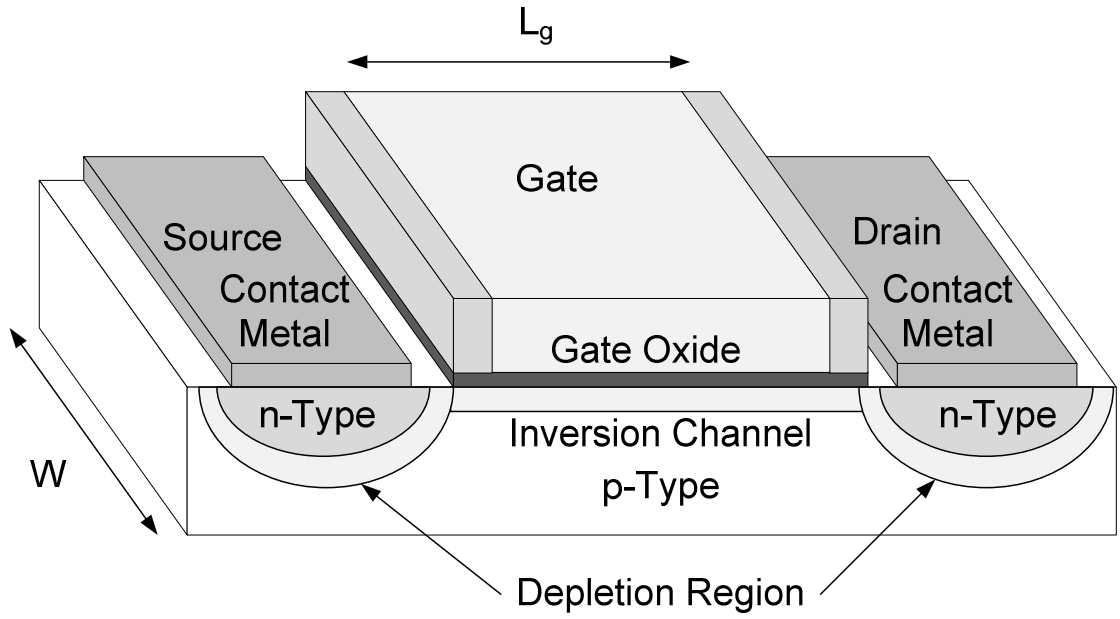 Lg
Gate
Source
Contact
Metal
Drain
Contact
Metal
Gate Oxide
n-Type
n-Type
Inversion Channel
p-Type
W
Depletion Region